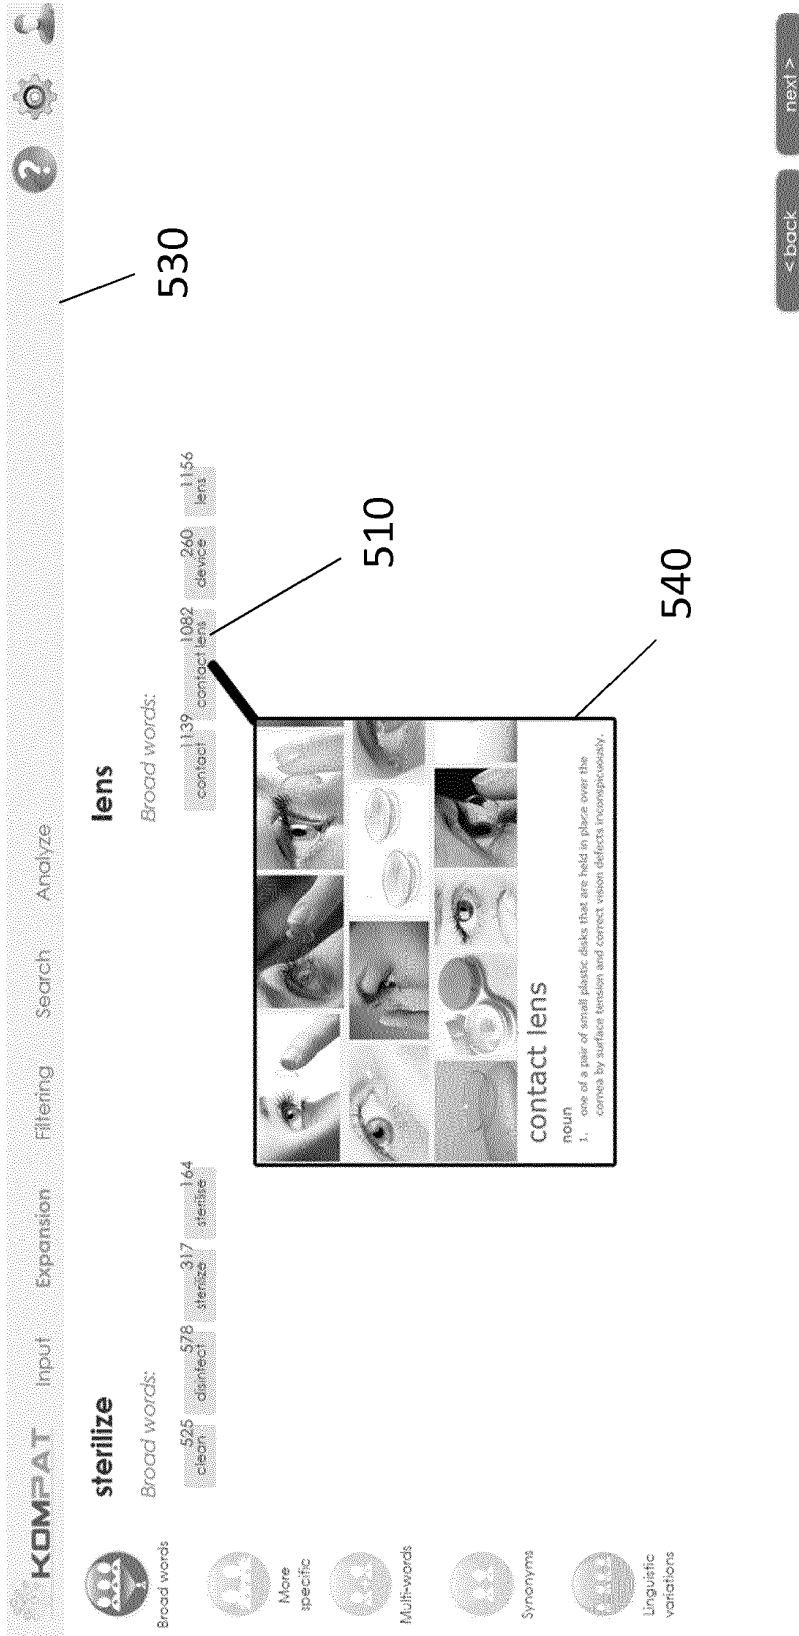 KOMPAT Input Expansion Filtering Search Analyze
530
sterilize
lens
Broad words:
Broad words:
clean 525
disinfect 578
sterilize 317
sterilise 164
contact 1139
contact lens 1082
device 260
lens 1156
510
540
Broad words
More
specific
Multi-words
Synonyms
Linguistic
variations
contact lens
noun
1. one of a pair of small plastic disks that are held in place over the
cornea by surface tension and correct vision defects inconspicuously.
?
< back
next >